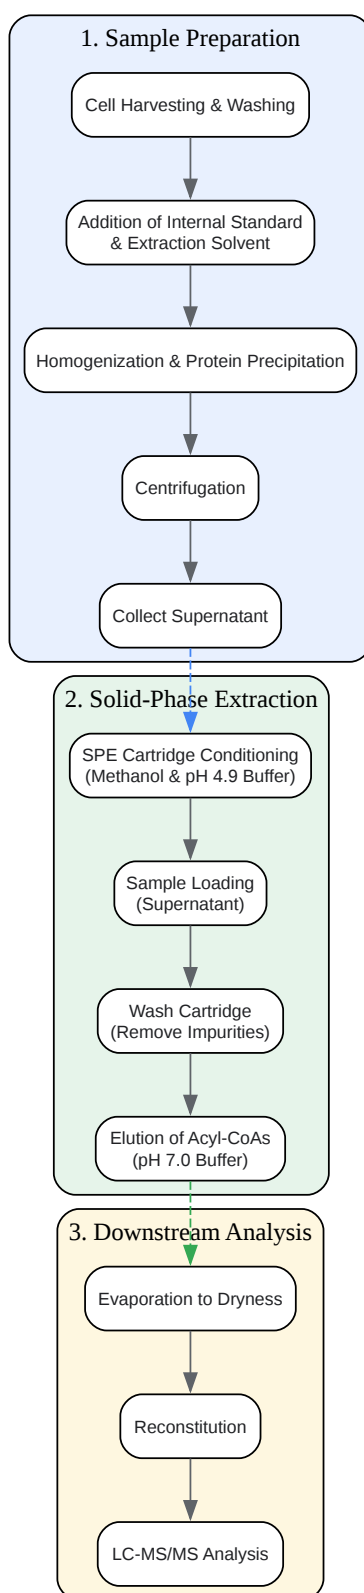 1. Sample Preparation
Cell Harvesting & Washing
Addition of Internal Standard
& Extraction Solvent
Homogenization & Protein Precipitation
Centrifugation
Collect Supernatant
2. Solid-Phase Extraction
SPE Cartridge Conditioning
(Methanol & pH 4.9 Buffer)
Sample Loading
(Supernatant)
Wash Cartridge
(Remove Impurities)
Elution of Acyl-CoAs
(pH 7.0 Buffer)
3. Downstream Analysis
Evaporation to Dryness
Reconstitution
LC-MS/MS Analysis